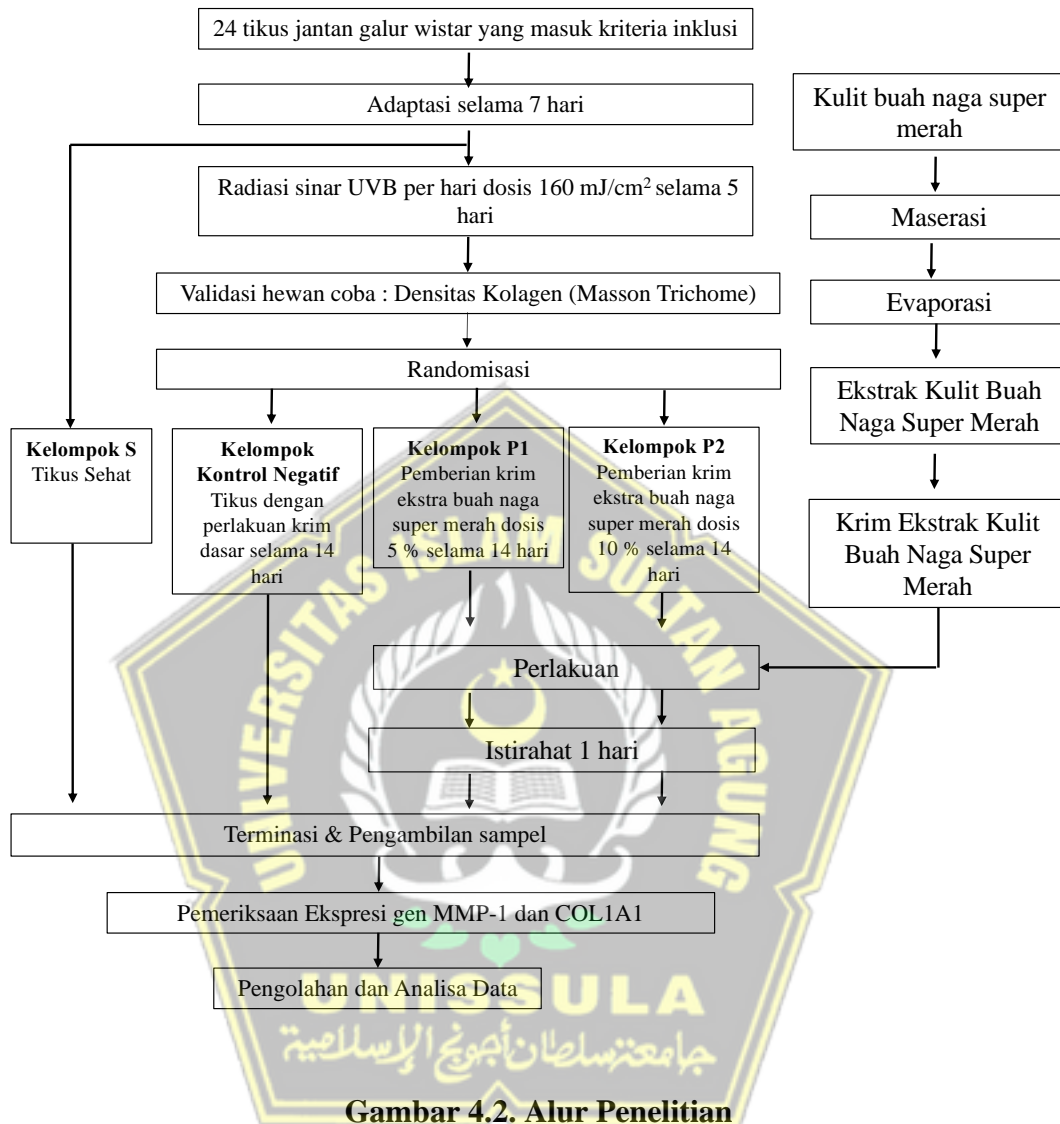 24 tikus jantan galur wistar yang masuk kriteria inklusi
Adaptasi selama 7 hari
Radiasi sinar UVB per hari dosis 160 mJ/cm² selama 5
hari
Validasi hewan coba : Densitas Kolagen (Masson Trichome)
Randomisasi
Kelompok S
Tikus Sehat
Kelompok
Kontrol Negatif
Tikus dengan
perlakuan krim
dasar selama 14
hari
Kelompok P1
Pemberian krim
ekstra buah naga
super merah dosis
5 % selama 14 hari
Kelompok P2
Pemberian krim
ekstra buah naga
super merah dosis
10 % selama 14
hari
Kulit buah naga super
merah
Maserasi
Evaporasi
Ekstrak Kulit Buah
Naga Super Merah
Krim Ekstrak Kulit
Buah Naga Super
Merah
Perlakuan
Istirahat 1 hari
Terminasi & Pengambilan sampel
Pemeriksaan Ekspresi gen MMP-1 dan COL1A1
Pengolahan dan Analisa Data
UNIVERSITAS ISLAM SULTAN AGUNG
UNISSULA
جامعتسلطان أجونج الإسلامية
Gambar 4.2. Alur Penelitian